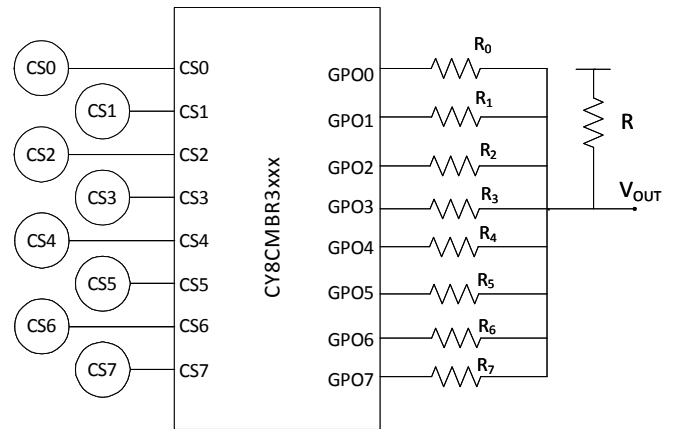 CS0
CS1
CS2
CS3
CS4
CS5
CS6
CS7
CS0
CS1
CS2
CS3
CS4
CS5
CS6
CS7
CY8CMBR3xxx
GPO0
GPO1
GPO2
GPO3
GPO4
GPO5
GPO6
GPO7
R0
R1
R2
R3
R4
R5
R6
R7
R
VOUT